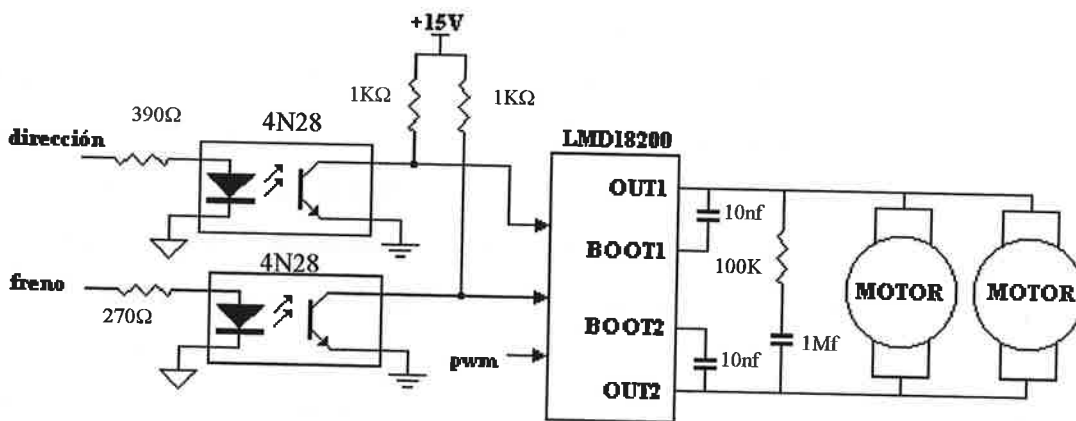 +15V
1KΩ
1KΩ
390Ω
4N28
dirección
LMD18200
OUT1
10nf
BOOT1
100K
4N28
freno
270Ω
MOTOR
MOTOR
BOOT2
1Mf
pwm
10nf
OUT2